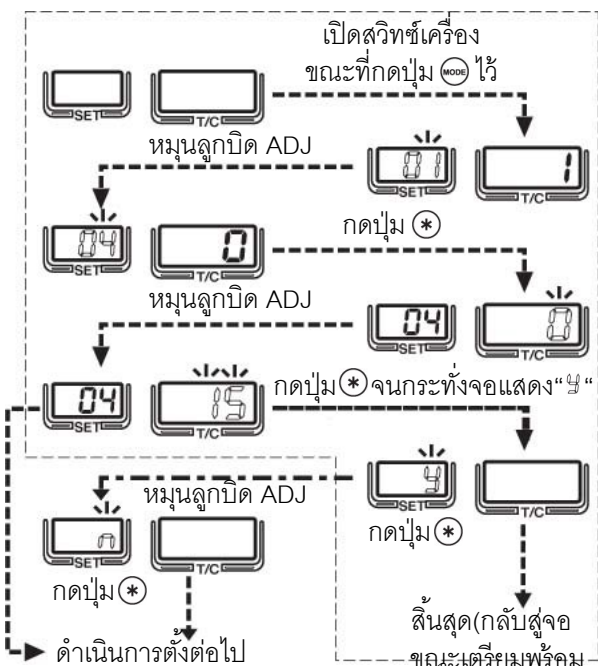 เปิดสวิทซ์เครื่อง
ขณะที่กดปุ่ม MODE ไว้
SET T/C
หมุนลูกบิด ADJ
01 1
SET T/C
04 0
SET T/C
กดปุ่ม *
หมุนลูกบิด ADJ
04 0
SET T/C
04 15
SET T/C
กดปุ่ม * จนกระทั่งจอแสดง“y“
หมุนลูกบิด ADJ
y
SET T/C
กดปุ่ม *
n
SET T/C
กดปุ่ม *
สิ้นสุด(กลับสู่จอ
ขณะเตรียมพร้อม
ดำเนินการตั้งต่อไป